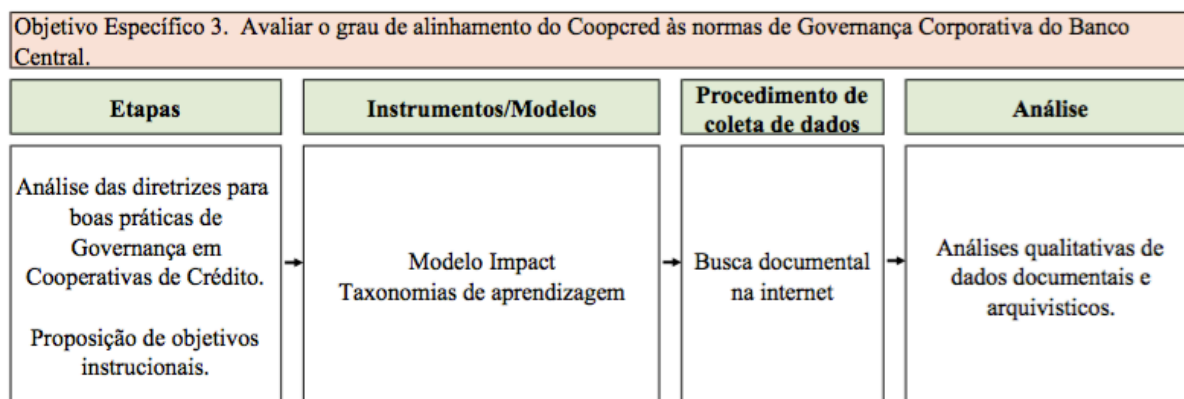 Objetivo Específico 3. Avaliar o grau de alinhamento do Coopcred às normas de Governança Corporativa do Banco
Central.
Etapas
Instrumentos/Modelos
Procedimento de
coleta de dados
Análise
Análise das diretrizes para
boas práticas de
Governança em
Cooperativas de Crédito.
Proposição de objetivos
instrucionais.
Modelo Impact
Taxonomias de aprendizagem
Busca documental
na internet
Análises qualitativas de
dados documentais e
arquivisticos.